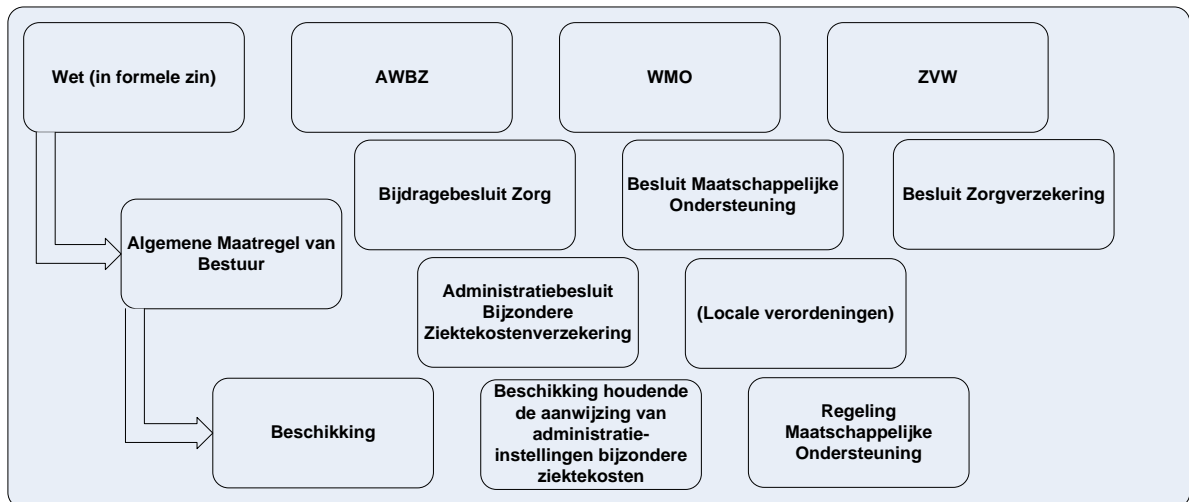 Wet (in formele zin)
AWBZ
WMO
ZVW
Bijdragebesluit Zorg
Besluit Maatschappelijke
Ondersteuning
Besluit Zorgverzekering
Algemene Maatregel van
Bestuur
Administratiebesluit
Bijzondere
Ziektekostenverzekering
(Locale verordeningen)
Beschikking
Beschikking houdende
de aanwijzing van
administratie-
instellingen bijzondere
ziektekosten
Regeling
Maatschappelijke
Ondersteuning